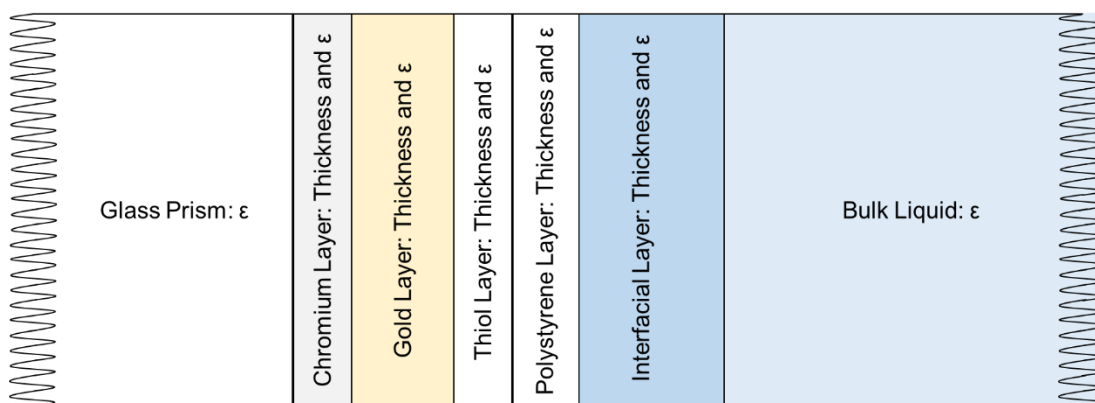 Glass Prism: ε
Chromium Layer: Thickness and ε
Gold Layer: Thickness and ε
Thiol Layer: Thickness and ε
Polystyrene Layer: Thickness and ε
Interfacial Layer: Thickness and ε
Bulk Liquid: ε